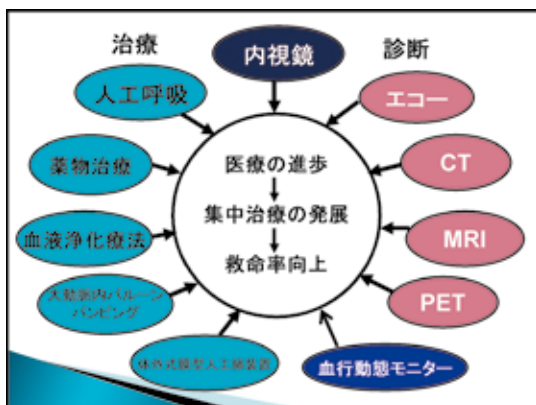 治療
内視鏡
診断
人工呼吸
エコー
薬物治療
医療の進歩
CT
集中治療の発展
血液浄化療法
MRI
救命率向上
大動脈内バルーン
パンピング
PET
体外式膜型人工肺装置
血行動態モニター